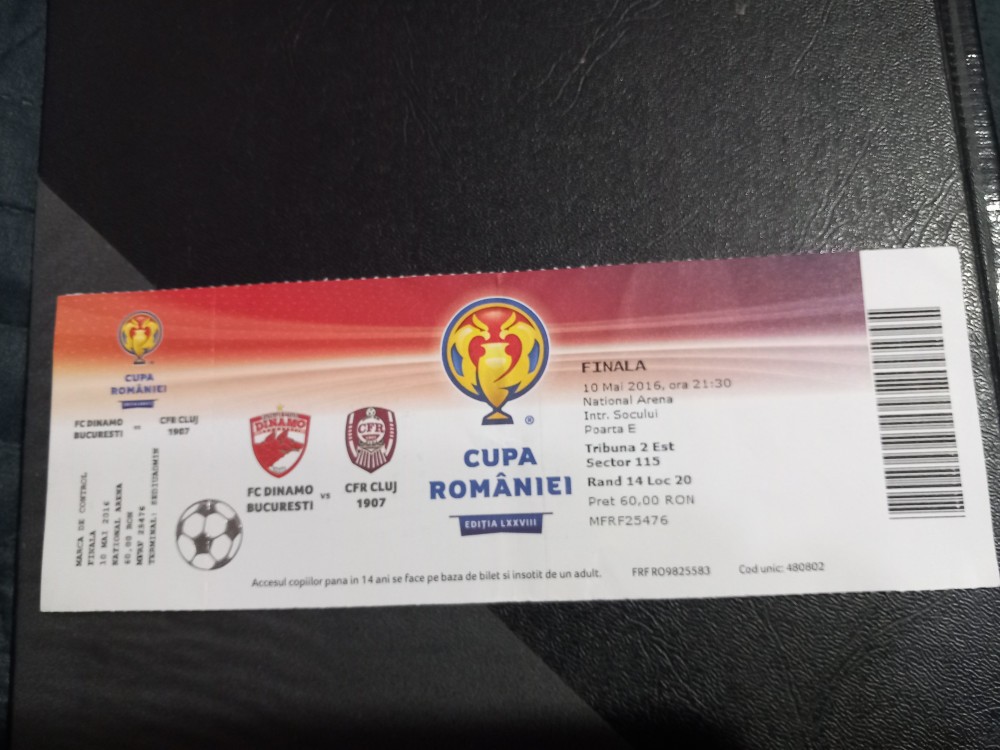 CUPA
ROMÂNIEI
FC DINAMO
BUCURESTI
vs
CFR CLUJ
1907
MARCA DE CONTROL
FINALA
10 MAI 2016
NATIONAL ARENA
60,00 RON
MFRF 25476
TERMINAL: SEDIUADMIN
DINAMO
FC DINAMO
BUCURESTI
vs
CFR
CFR CLUJ
1907
®
CUPA
ROMÂNIEI
EDIȚIA LXXVIII
FINALA
10 Mai 2016, ora 21:30
National Arena
Intr. Socului
Poarta E
Tribuna 2 Est
Sector 115
Rand 14 Loc 20
Pret 60,00 RON
MFRF25476
Accesul copiilor pana in 14 ani se face pe baza de bilet si insotit de un adult.
FRF RO9825583
Cod unic: 480802